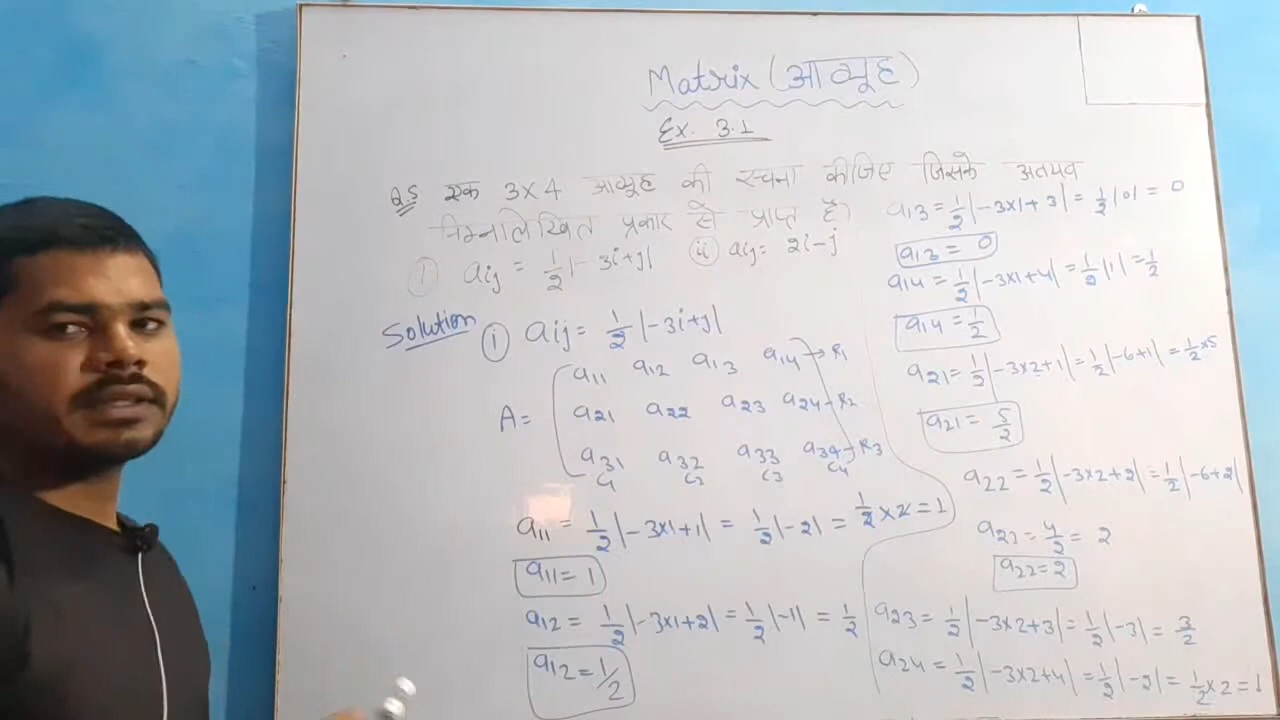 Matrix (आव्यूह)
Ex. 3.1
Q.5 एक 3×4 आव्यूह की रचना कीजिए जिसके अवयव
निम्नलिखित प्रकार से प्राप्त है।
(i) aij = 1/2 |-3i+j| (ii) aij = 2i-j
Solution (i) aij = 1/2 |-3i+j|
A = [ a11 a12 a13 a14 → R1
a21 a22 a23 a24 → R2
a31 a32 a33 a34 → R3 ]
C1 C2 C3 C4
a11 = 1/2 |-3×1+1| = 1/2 |-2| = 1/2 × 2 = 1
a11 = 1
a12 = 1/2 |-3×1+2| = 1/2 |-1| = 1/2
a12 = 1/2
a13 = 1/2 |-3×1+3| = 1/2 |0| = 0
a13 = 0
a14 = 1/2 |-3×1+4| = 1/2 |1| = 1/2
a14 = 1/2
a21 = 1/2 |-3×2+1| = 1/2 |-6+1| = 1/2 ×5
a21 = 5/2
a22 = 1/2 |-3×2+2| = 1/2 |-6+2|
a22 = 4/2 = 2
a22 = 2
a23 = 1/2 |-3×2+3| = 1/2 |-3| = 3/2
a24 = 1/2 |-3×2+4| = 1/2 |-2| = 1/2 × 2 = 1